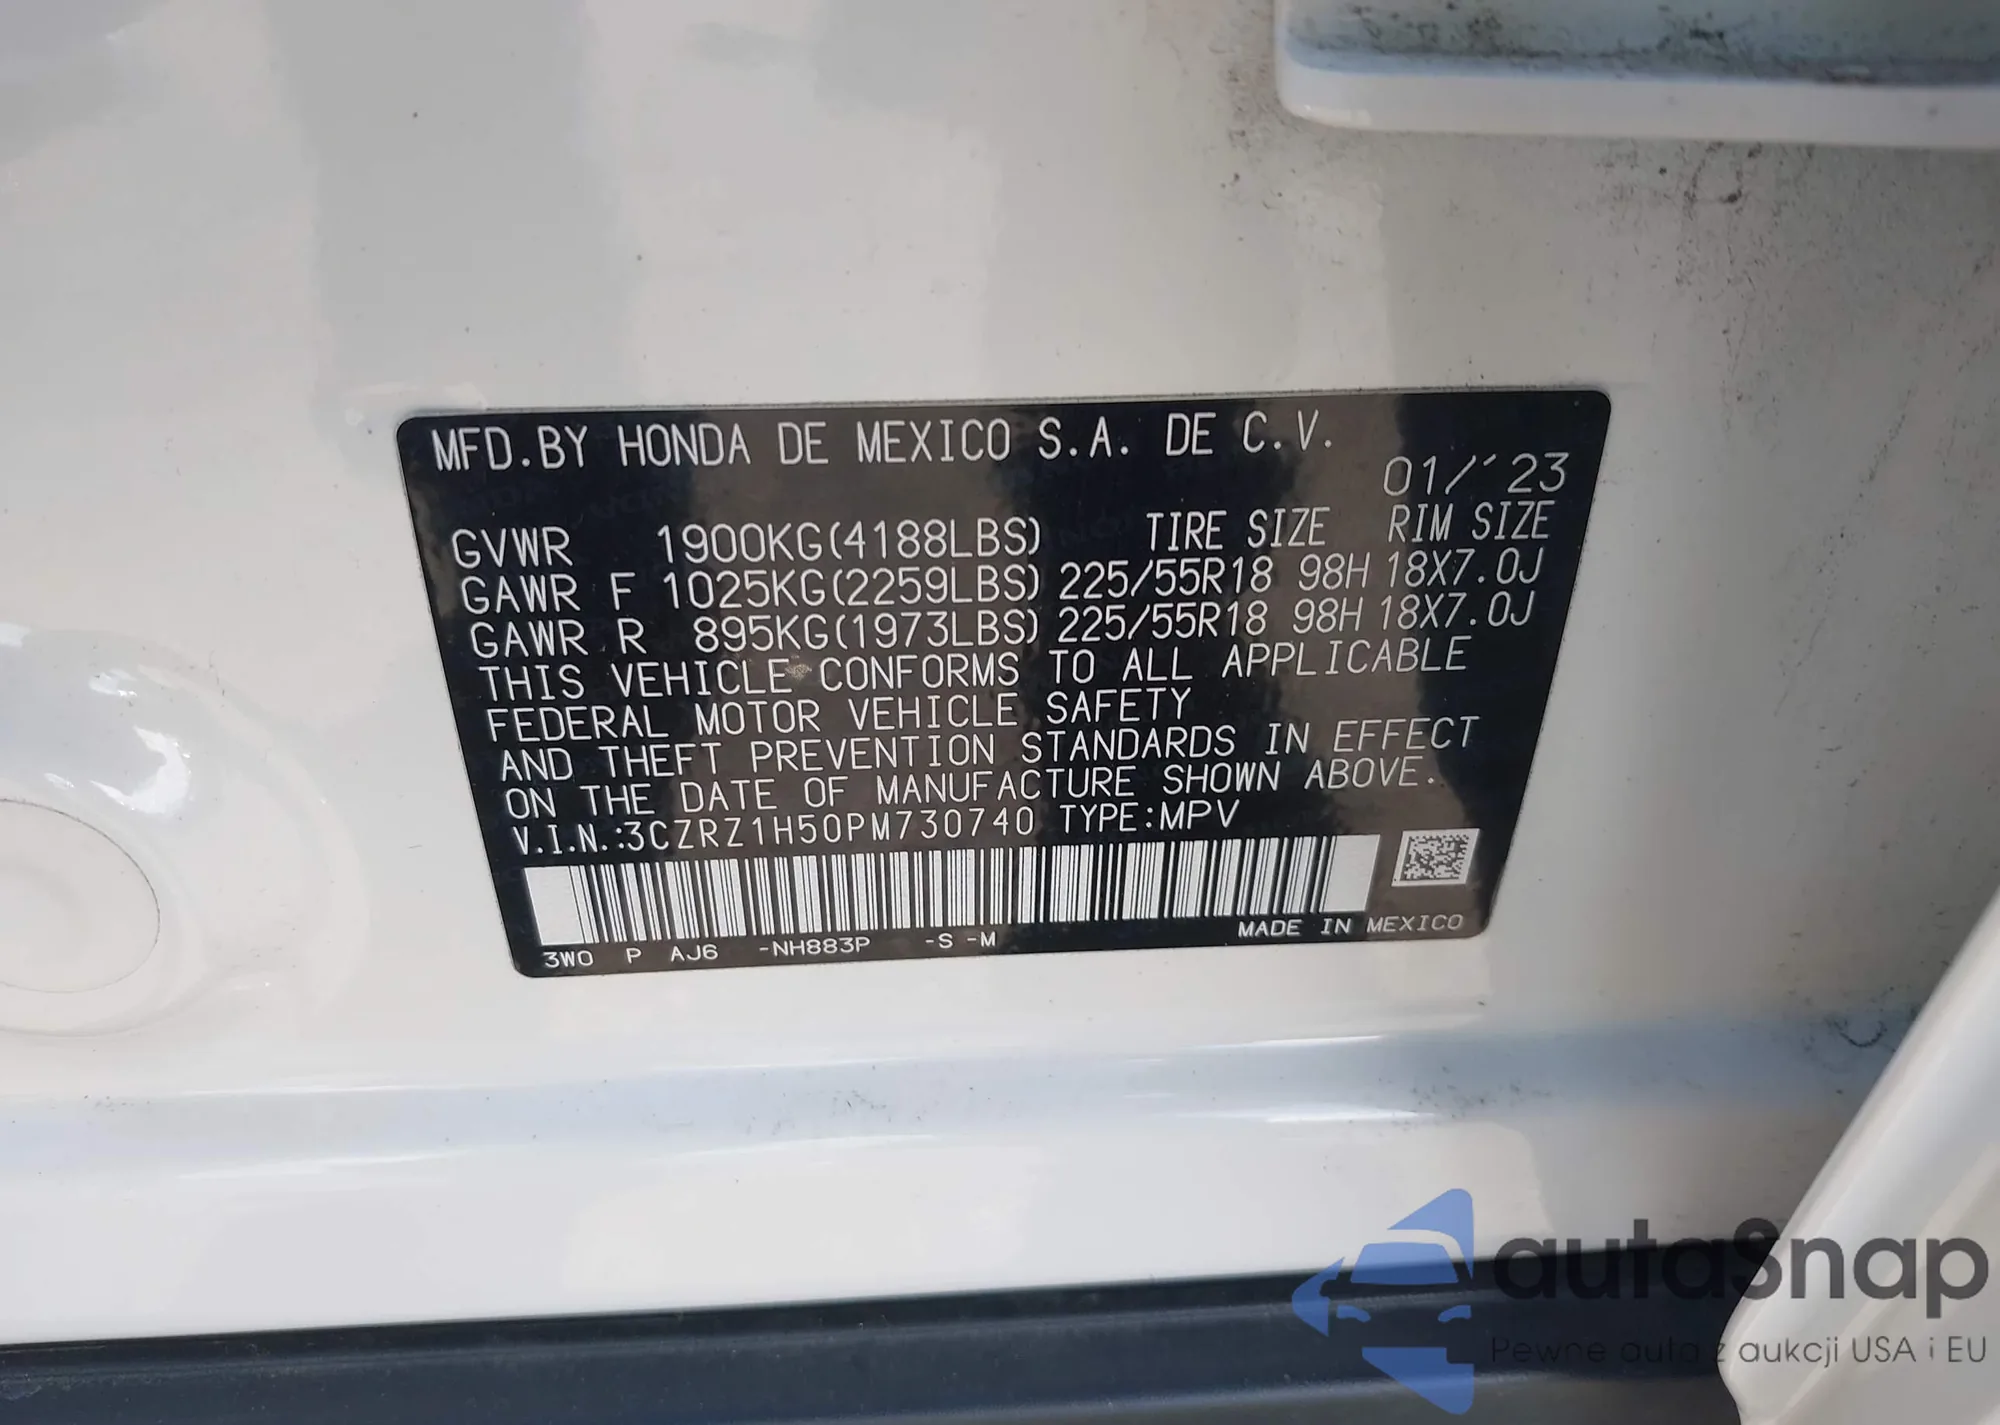 MFD.BY HONDA DE MEXICO S.A. DE C.V.
01/'23
GVWR 1900KG(4188LBS) TIRE SIZE RIM SIZE
GAWR F 1025KG(2259LBS) 225/55R18 98H 18X7.0J
GAWR R 895KG(1973LBS) 225/55R18 98H 18X7.0J
THIS VEHICLE CONFORMS TO ALL APPLICABLE
FEDERAL MOTOR VEHICLE SAFETY
AND THEFT PREVENTION STANDARDS IN EFFECT
ON THE DATE OF MANUFACTURE SHOWN ABOVE.
V.I.N.:3CZRZ1H50PM730740 TYPE:MPV
3W0 P AJ6 -NH883P -S -M MADE IN MEXICO
autaSnap
Pewne auta z aukcji USA i EU